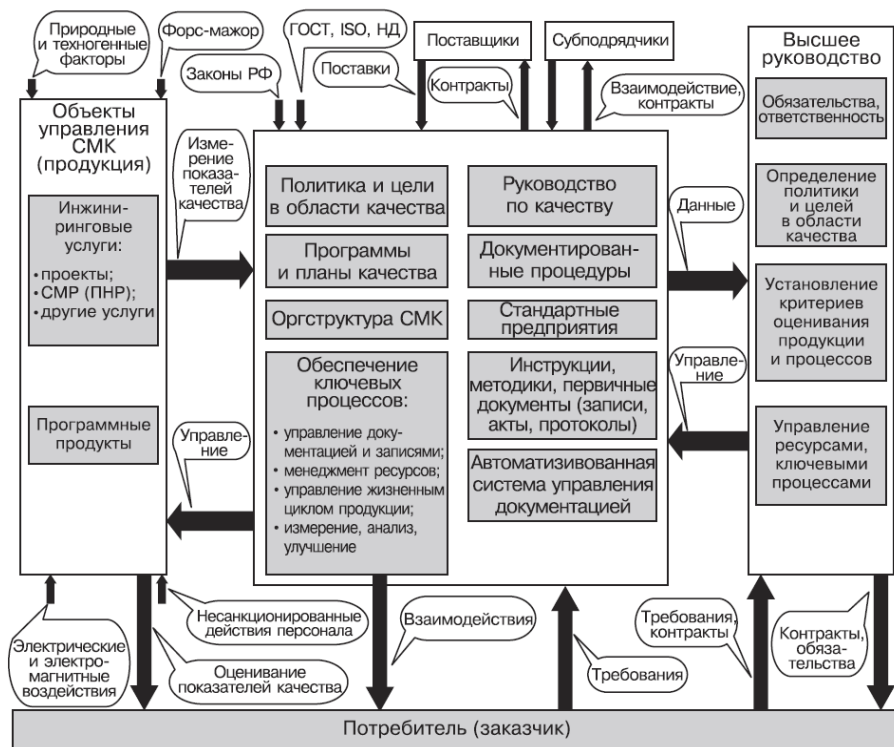 Природные
и техногенные
факторы
Форс-мажор
Законы РФ
ГОСТ, ISO, НД
Поставки
Поставщики
Контракты
Субподрядчики
Взаимодействие,
контракты
Объекты
управления
СМК
(продукция)
Инжини-
ринговые
услуги:
• проекты;
• СМР (ПНР);
• другие услуги
Программные
продукты
Изме-
рение
показа-
телей
качества
Управле-
ние
Политика и цели
в области качества
Программы
и планы качества
Оргструктура СМК
Обеспечение
ключевых
процессов:
• управление доку-
ментацией и записями;
• менеджмент ресурсов;
• управление жизненным
циклом продукции;
• измерение, анализ,
улучшение
Руководство
по качеству
Документирован-
ные процедуры
Стандартные
предприятия
Инструкции,
методики, первичные
документы (записи,
акты, протоколы)
Автоматизивованная
система управления
документацией
Данные
Управле-
ние
Высшее
руководство
Обязательства,
ответственность
Определение
политики
и целей
в области
качества
Установление
критериев
оценивания
продукции
и процессов
Управление
ресурсами,
ключевыми
процессами
Электрические
и электро-
магнитные
воздействия
Несанкционированные
действия персонала
Оценивание
показателей качества
Взаимодействия
Требования
Требования,
контракты
Контракты,
обяза-
тельства
Потребитель (заказчик)